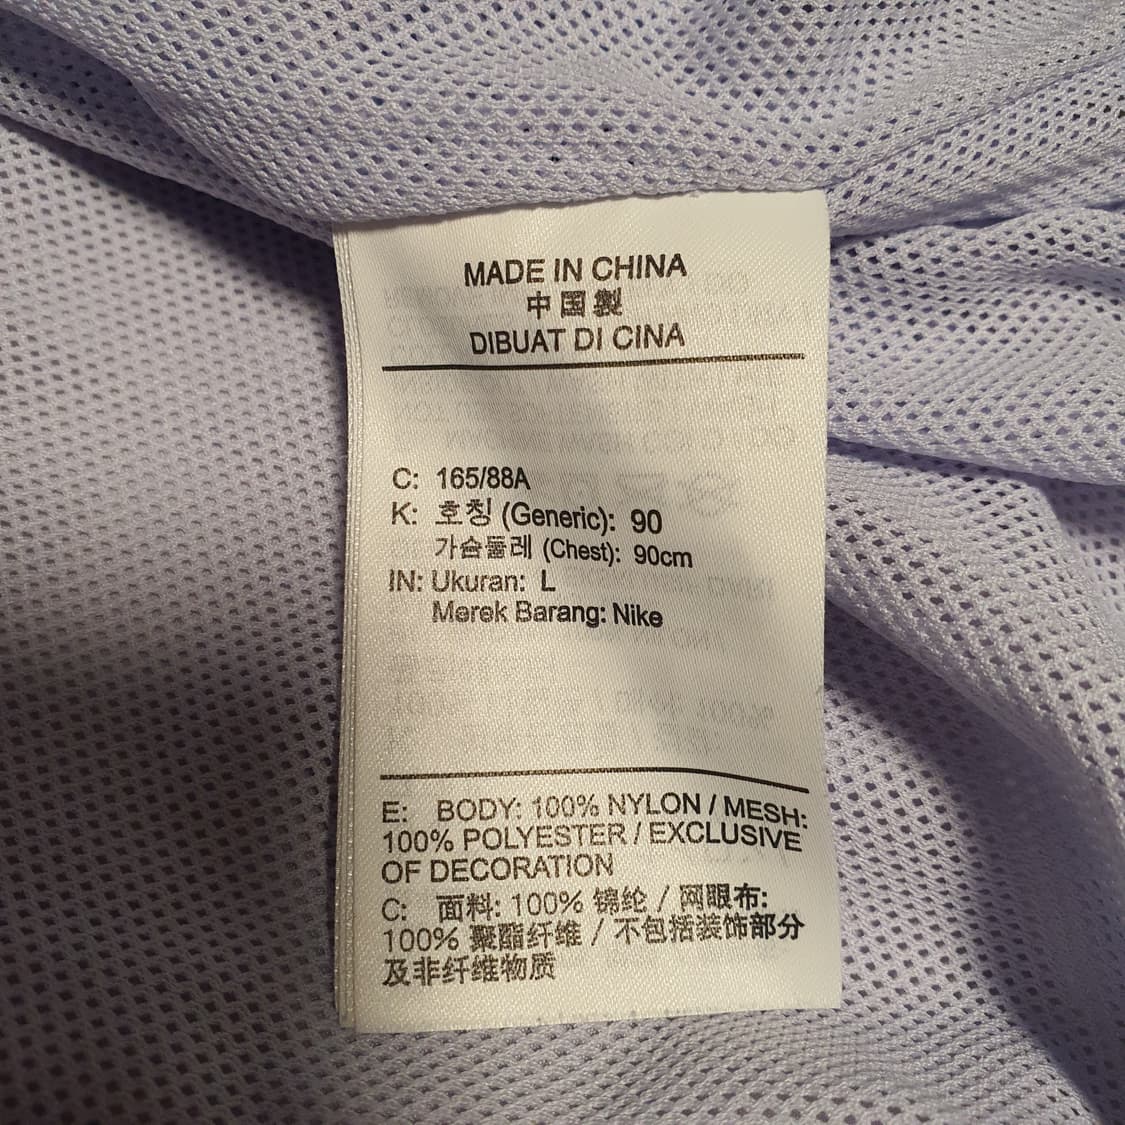 MADE IN CHINA
中国製
DIBUAT DI CINA
C: 165/88A
K: 호칭 (Generic): 90
가슴둘레 (Chest): 90cm
IN: Ukuran: L
Merek Barang: Nike
E: BODY: 100% NYLON / MESH:
100% POLYESTER / EXCLUSIVE
OF DECORATION
C: 面料: 100% 锦纶 / 网眼布:
100% 聚酯纤维 / 不包括装饰部分
及非纤维物质